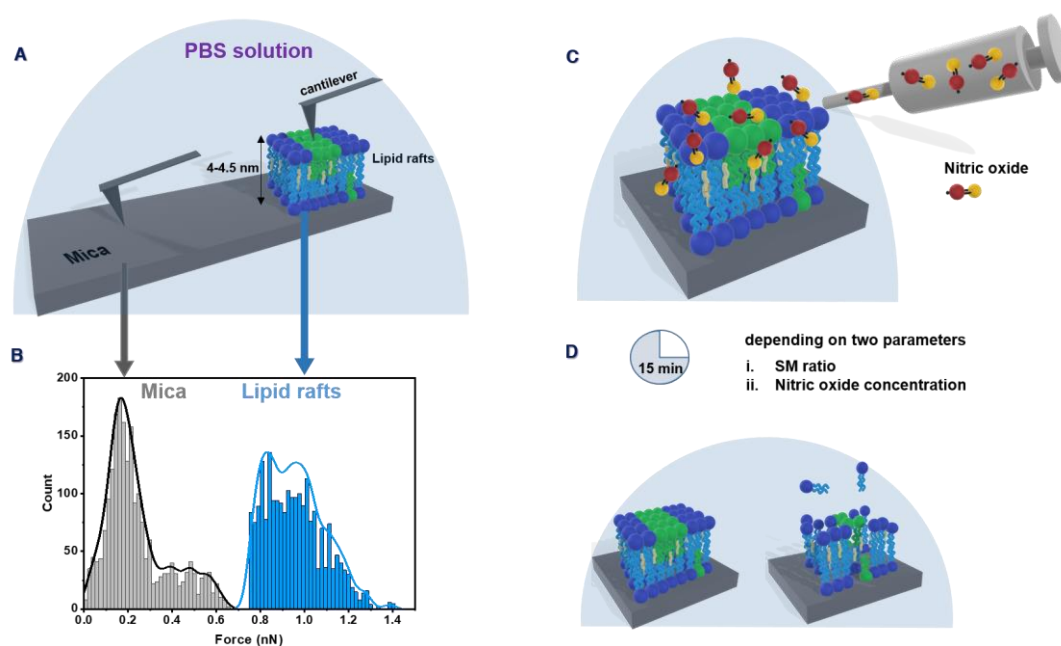 A
PBS solution
cantilever
4-4.5 nm
Lipid rafts
Mica
B
Mica
Lipid rafts
200
150
100
50
0
Count
0.0 0.2 0.4 0.6 0.8 1.0 1.2 1.4
Force (nN)
C
Nitric oxide
D
15 min
depending on two parameters
i. SM ratio
ii. Nitric oxide concentration